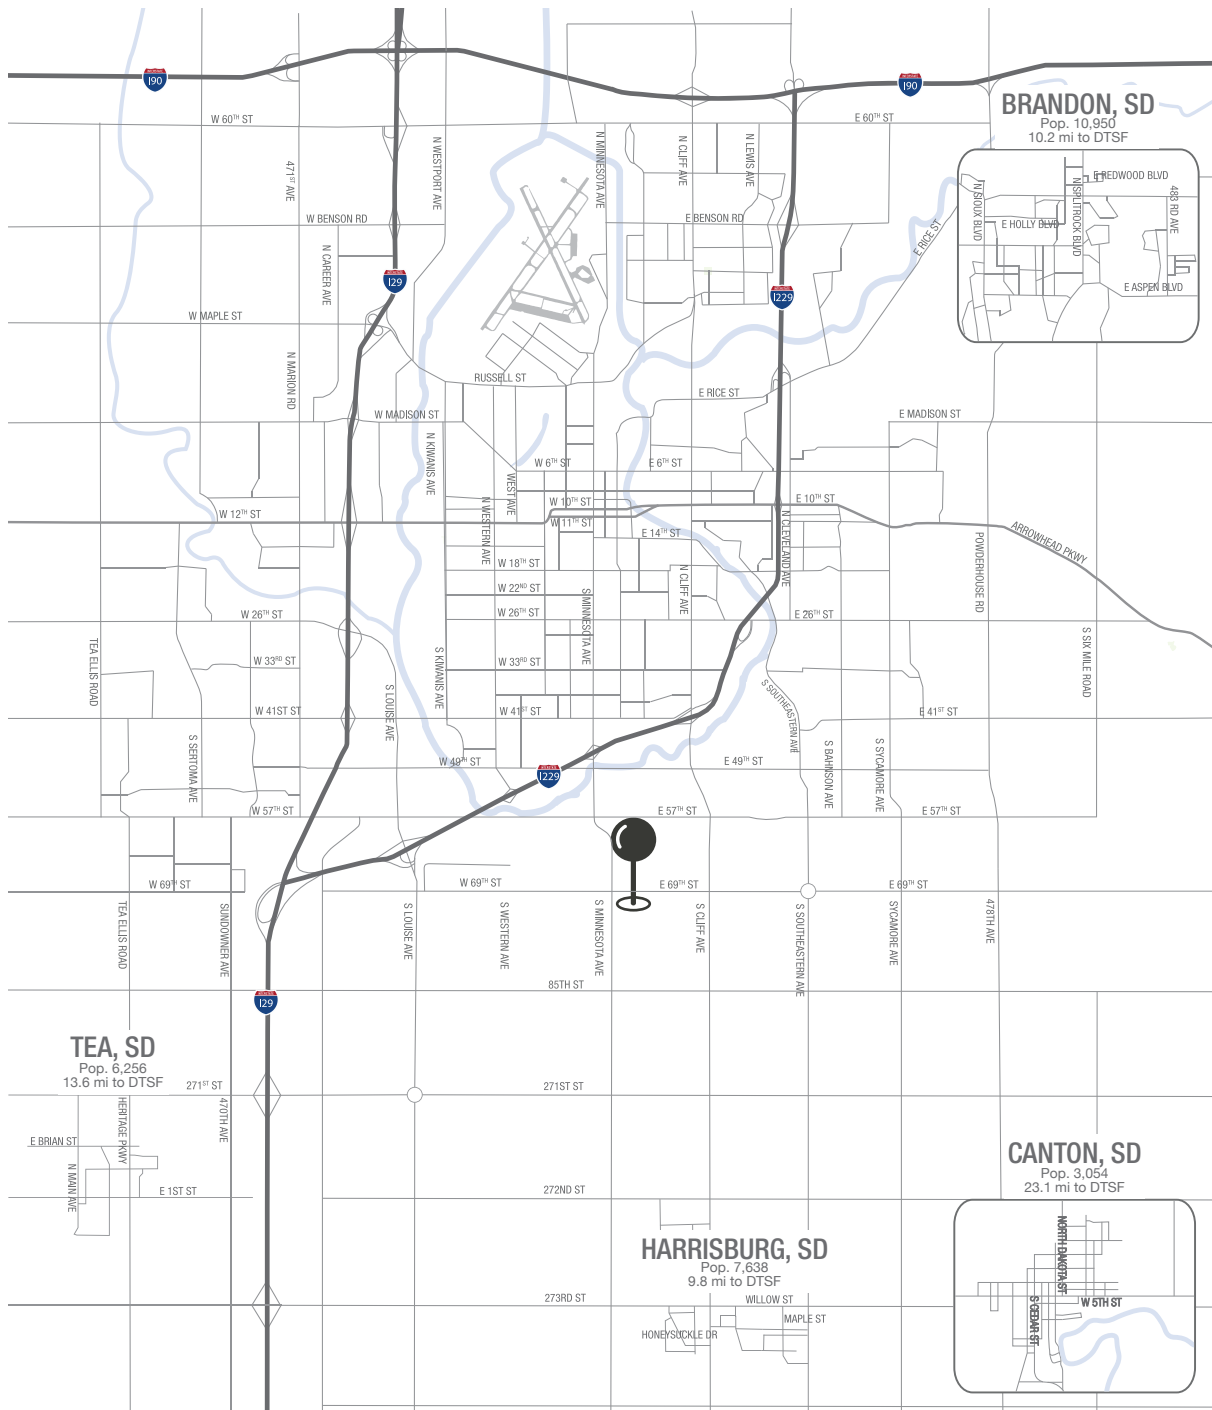 I90
I90
BRANDON, SD
Pop. 10,950
10.2 mi to DTSF
W 60TH ST
E 60TH ST
471ST AVE
N WESTPORT AVE
N MINNESOTA AVE
N CLIFF AVE
N LEWIS AVE
E REDWOOD BLVD
N SIOUX BLVD
N SPLITROCK BLVD
483 RD AVE
E HOLLY BLVD
E ASPEN BLVD
W BENSON RD
E BENSON RD
E RICE ST
N CAREER AVE
I29
I229
W MAPLE ST
N MARION RD
RUSSELL ST
E RICE ST
W MADISON ST
E MADISON ST
N KIWANIS AVE
W 6TH ST
E 6TH ST
WEST AVE
N WESTERN AVE
W 10TH ST
E 10TH ST
W 12TH ST
W 11TH ST
E 14TH ST
N CLEVELAND AVE
ARROWHEAD PKWY
POWDERHOUSE RD
W 18TH ST
N CLIFF AVE
W 22ND ST
S MINNESOTA AVE
W 26TH ST
W 26TH ST
E 26TH ST
TEA ELLIS ROAD
S SIX MILE ROAD
W 33RD ST
S KIWANIS AVE
W 33RD ST
S LOUISE AVE
S SOUTHEASTERN AVE
W 41ST ST
W 41ST ST
E 41ST ST
S SERTOMA AVE
S BAHNSON AVE
S SYCAMORE AVE
W 49TH ST
E 49TH ST
I229
W 57TH ST
E 57TH ST
E 57TH ST
W 69TH ST
W 69TH ST
E 69TH ST
E 69TH ST
TEA ELLIS ROAD
SUNDOWNER AVE
S LOUISE AVE
S WESTERN AVE
S MINNESOTA AVE
S CLIFF AVE
S SOUTHEASTERN AVE
SYCAMORE AVE
478TH AVE
85TH ST
I29
TEA, SD
Pop. 6,256
13.6 mi to DTSF
271ST ST
271ST ST
HERITAGE PKWY
470TH AVE
E BRIAN ST
N MAIN AVE
E 1ST ST
272ND ST
CANTON, SD
Pop. 3,054
23.1 mi to DTSF
NORTH DAKOTA ST
W 5TH ST
S CEDAR ST
HARRISBURG, SD
Pop. 7,638
9.8 mi to DTSF
273RD ST
WILLOW ST
MAPLE ST
HONEYSUCKLE DR